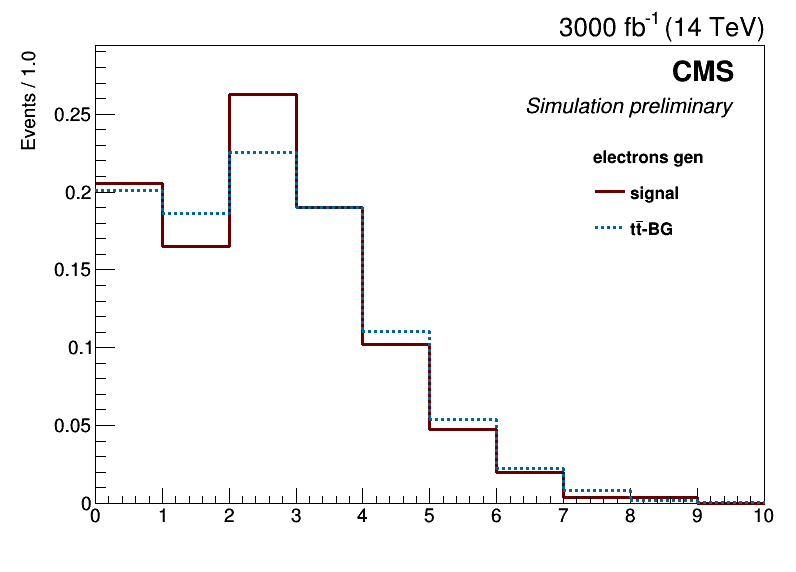 3000 fb⁻¹ (14 TeV)
Events / 1.0
CMS
Simulation preliminary
electrons gen
signal
tt̄-BG
0.25
0.2
0.15
0.1
0.05
0
0 1 2 3 4 5 6 7 8 9 10